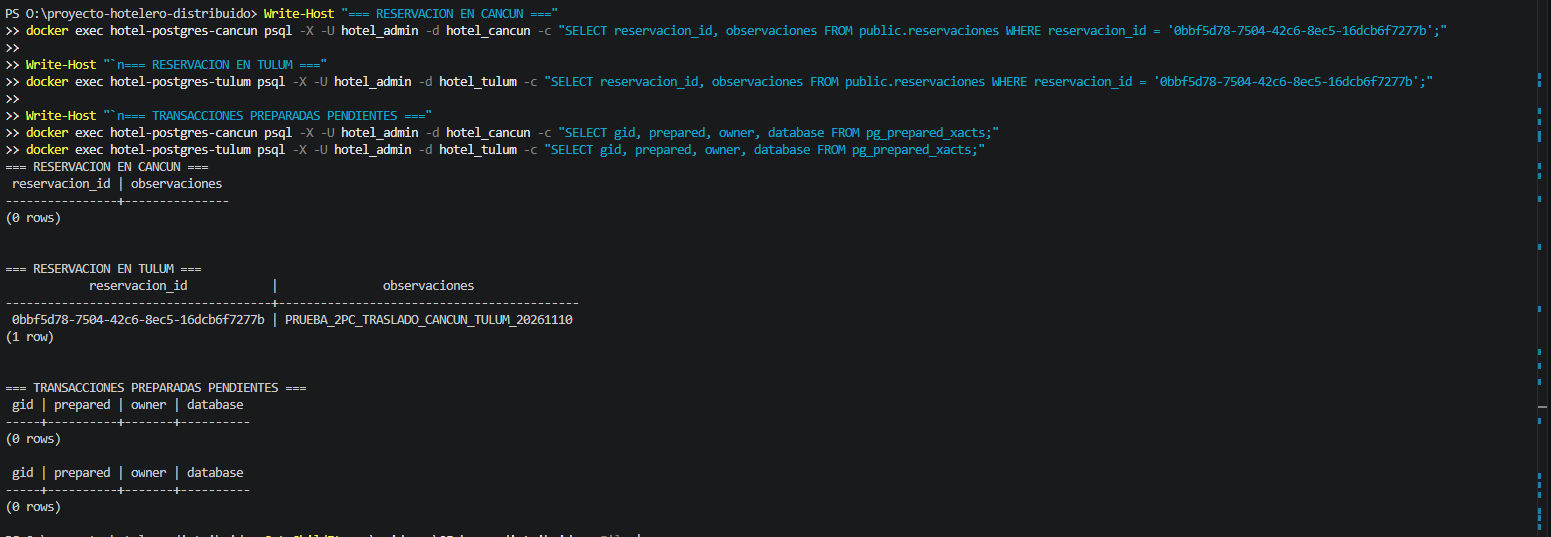 PS O:\proyecto-hotelero-distribuido> Write-Host "=== RESERVACION EN CANCUN ==="
>> docker exec hotel-postgres-cancun psql -X -U hotel_admin -d hotel_cancun -c "SELECT reservacion_id, observaciones FROM public.reservaciones WHERE reservacion_id = '0bbf5d78-7504-42c6-8ec5-16dcb6f7277b';"
>>
>> Write-Host "`n=== RESERVACION EN TULUM ==="
>> docker exec hotel-postgres-tulum psql -X -U hotel_admin -d hotel_tulum -c "SELECT reservacion_id, observaciones FROM public.reservaciones WHERE reservacion_id = '0bbf5d78-7504-42c6-8ec5-16dcb6f7277b';"
>>
>> Write-Host "`n=== TRANSACCIONES PREPARADAS PENDIENTES ==="
>> docker exec hotel-postgres-cancun psql -X -U hotel_admin -d hotel_cancun -c "SELECT gid, prepared, owner, database FROM pg_prepared_xacts;"
>> docker exec hotel-postgres-tulum psql -X -U hotel_admin -d hotel_tulum -c "SELECT gid, prepared, owner, database FROM pg_prepared_xacts;"
=== RESERVACION EN CANCUN ===
 reservacion_id | observaciones
----------------+---------------
(0 rows)
=== RESERVACION EN TULUM ===
            reservacion_id            |               observaciones
--------------------------------------+-------------------------------------------
 0bbf5d78-7504-42c6-8ec5-16dcb6f7277b | PRUEBA_2PC_TRASLADO_CANCUN_TULUM_20261110
(1 row)
=== TRANSACCIONES PREPARADAS PENDIENTES ===
 gid | prepared | owner | database
-----+----------+-------+----------
(0 rows)
 gid | prepared | owner | database
-----+----------+-------+----------
(0 rows)